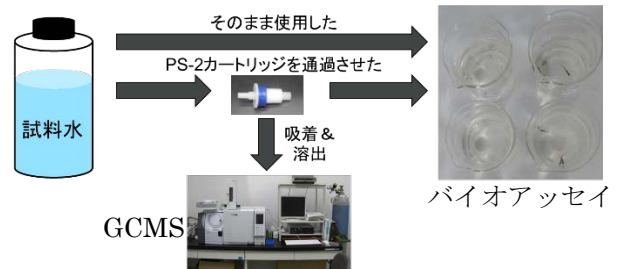 そのまま使用した
PS-2カートリッジを通過させた
試料水
吸着＆
溶出
バイオアッセイ
GCMS